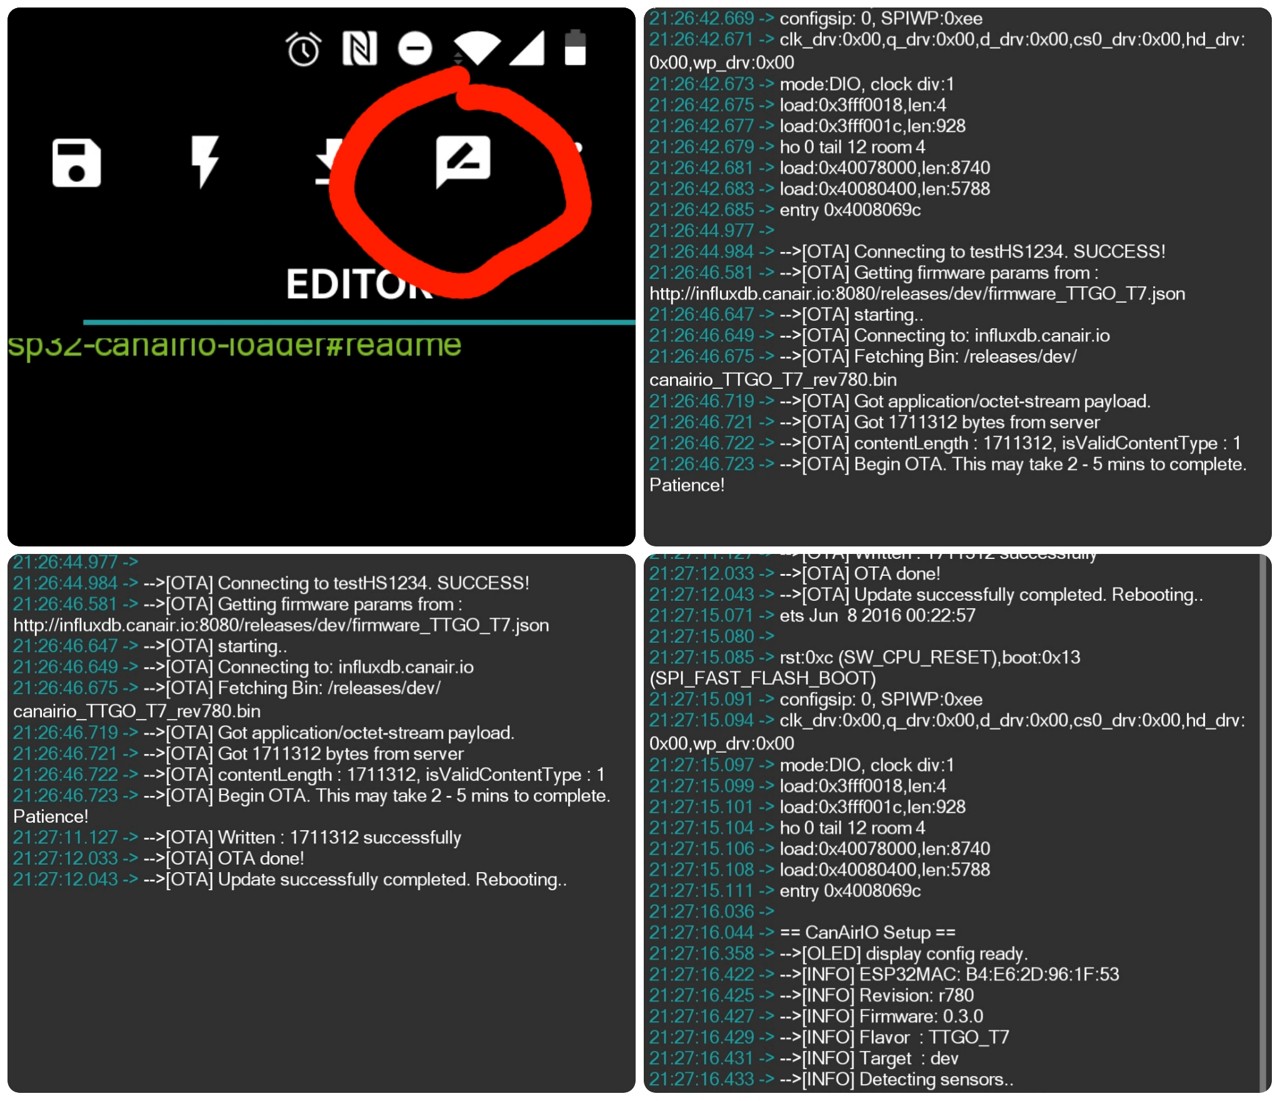 EDITOR
sp32-canairio-loader#readme
21:26:42.669 -> configsip: 0, SPIWP:0xee
21:26:42.671 -> clk_drv:0x00,q_drv:0x00,d_drv:0x00,cs0_drv:0x00,hd_drv:
0x00,wp_drv:0x00
21:26:42.673 -> mode:DIO, clock div:1
21:26:42.675 -> load:0x3fff0018,len:4
21:26:42.677 -> load:0x3fff001c,len:928
21:26:42.679 -> ho 0 tail 12 room 4
21:26:42.681 -> load:0x40078000,len:8740
21:26:42.683 -> load:0x40080400,len:5788
21:26:42.685 -> entry 0x4008069c
21:26:44.977 ->
21:26:44.984 -> -->[OTA] Connecting to testHS1234. SUCCESS!
21:26:46.581 -> -->[OTA] Getting firmware params from :
http://influxdb.canair.io:8080/releases/dev/firmware_TTGO_T7.json
21:26:46.647 -> -->[OTA] starting..
21:26:46.649 -> -->[OTA] Connecting to: influxdb.canair.io
21:26:46.675 -> -->[OTA] Fetching Bin: /releases/dev/
canairio_TTGO_T7_rev780.bin
21:26:46.719 -> -->[OTA] Got application/octet-stream payload.
21:26:46.721 -> -->[OTA] Got 1711312 bytes from server
21:26:46.722 -> -->[OTA] contentLength : 1711312, isValidContentType : 1
21:26:46.723 -> -->[OTA] Begin OTA. This may take 2 - 5 mins to complete.
Patience!
21:26:44.977 ->
21:26:44.984 -> -->[OTA] Connecting to testHS1234. SUCCESS!
21:26:46.581 -> -->[OTA] Getting firmware params from :
http://influxdb.canair.io:8080/releases/dev/firmware_TTGO_T7.json
21:26:46.647 -> -->[OTA] starting..
21:26:46.649 -> -->[OTA] Connecting to: influxdb.canair.io
21:26:46.675 -> -->[OTA] Fetching Bin: /releases/dev/
canairio_TTGO_T7_rev780.bin
21:26:46.719 -> -->[OTA] Got application/octet-stream payload.
21:26:46.721 -> -->[OTA] Got 1711312 bytes from server
21:26:46.722 -> -->[OTA] contentLength : 1711312, isValidContentType : 1
21:26:46.723 -> -->[OTA] Begin OTA. This may take 2 - 5 mins to complete.
Patience!
21:27:11.127 -> -->[OTA] Written : 1711312 successfully
21:27:12.033 -> -->[OTA] OTA done!
21:27:12.043 -> -->[OTA] Update successfully completed. Rebooting..
21:27:11.127 -> -->[OTA] Written : 1711312 successfully
21:27:12.033 -> -->[OTA] OTA done!
21:27:12.043 -> -->[OTA] Update successfully completed. Rebooting..
21:27:15.071 -> ets Jun  8 2016 00:22:57
21:27:15.080 ->
21:27:15.085 -> rst:0xc (SW_CPU_RESET),boot:0x13
(SPI_FAST_FLASH_BOOT)
21:27:15.091 -> configsip: 0, SPIWP:0xee
21:27:15.094 -> clk_drv:0x00,q_drv:0x00,d_drv:0x00,cs0_drv:0x00,hd_drv:
0x00,wp_drv:0x00
21:27:15.097 -> mode:DIO, clock div:1
21:27:15.099 -> load:0x3fff0018,len:4
21:27:15.101 -> load:0x3fff001c,len:928
21:27:15.104 -> ho 0 tail 12 room 4
21:27:15.106 -> load:0x40078000,len:8740
21:27:15.108 -> load:0x40080400,len:5788
21:27:15.111 -> entry 0x4008069c
21:27:16.036 ->
21:27:16.044 -> == CanAirIO Setup ==
21:27:16.358 -> -->[OLED] display config ready.
21:27:16.422 -> -->[INFO] ESP32MAC: B4:E6:2D:96:1F:53
21:27:16.425 -> -->[INFO] Revision: r780
21:27:16.427 -> -->[INFO] Firmware: 0.3.0
21:27:16.429 -> -->[INFO] Flavor  : TTGO_T7
21:27:16.431 -> -->[INFO] Target  : dev
21:27:16.433 -> -->[INFO] Detecting sensors..